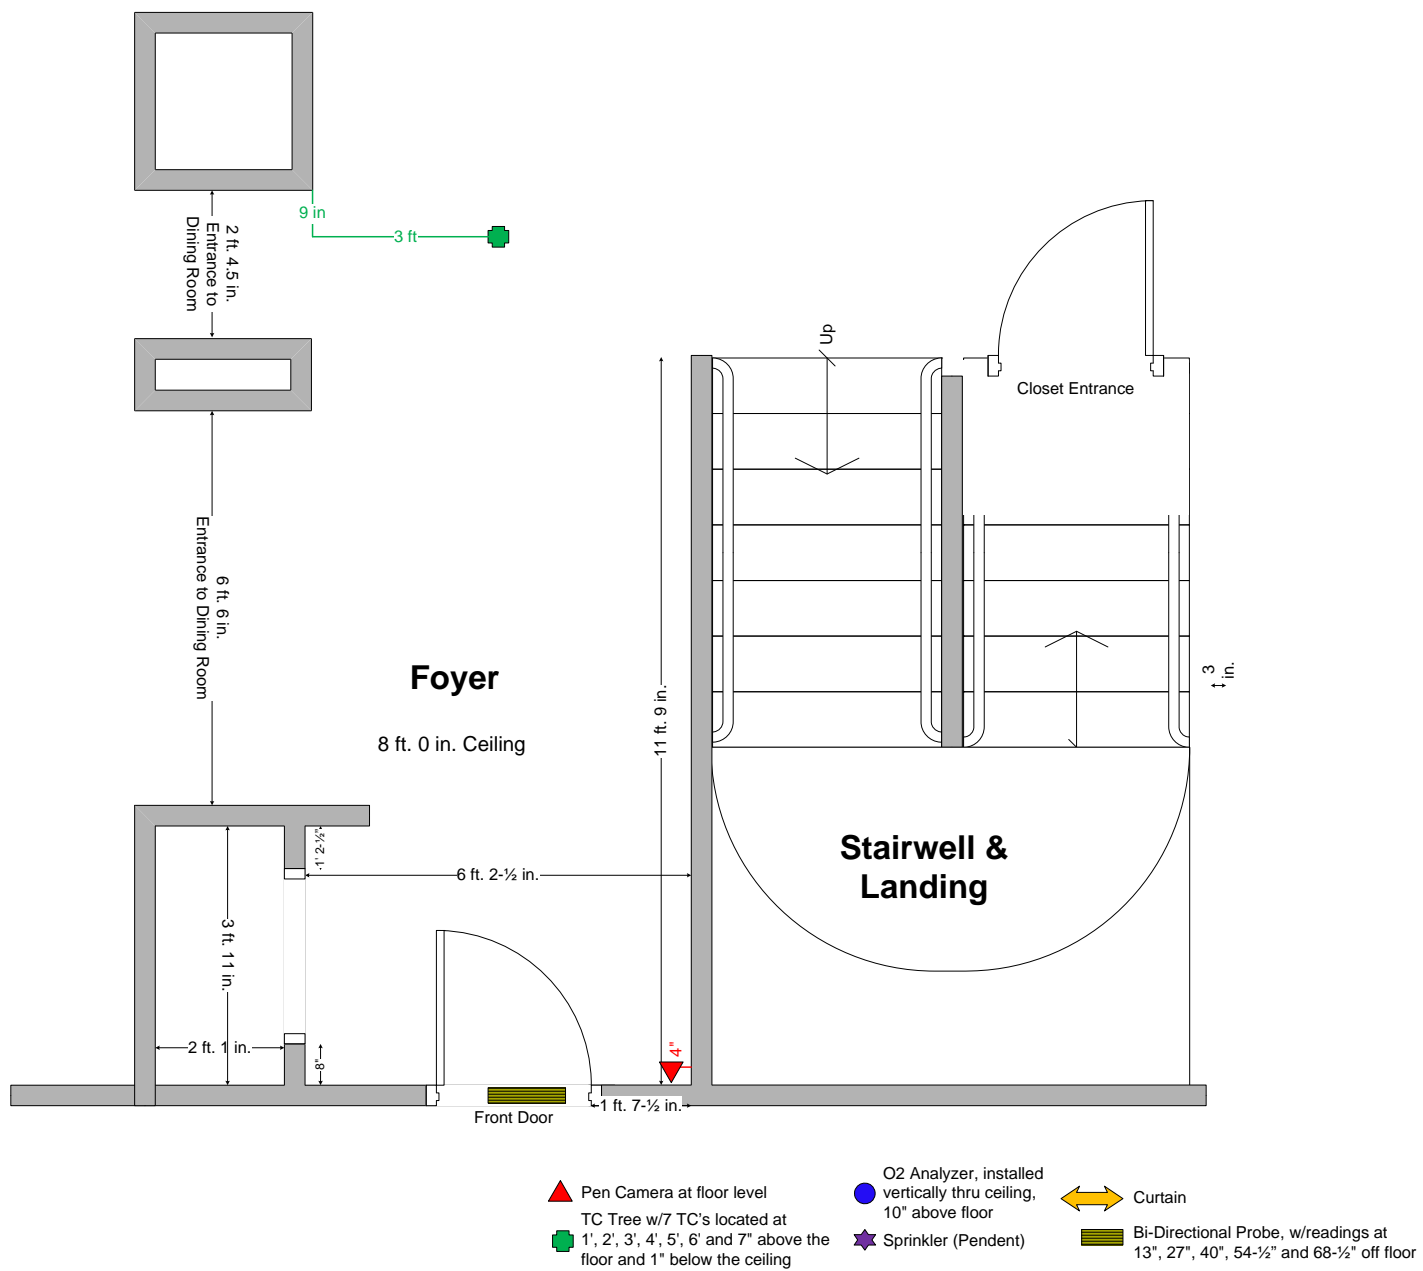 9 in
3 ft
2 ft. 4.5 in.
Entrance to
Dining Room
Up
Closet Entrance
6 ft. 6 in.
Entrance to Dining Room
Foyer
8 ft. 0 in. Ceiling
11 ft. 9 in.
3
in.
1' 2-½"
6 ft. 2-½ in.
Stairwell &
Landing
3 ft. 11 in.
2 ft. 1 in.
8"
4"
1 ft. 7-½ in.
Front Door
Pen Camera at floor level
TC Tree w/7 TC's located at
1', 2', 3', 4', 5', 6' and 7" above the
floor and 1" below the ceiling
O2 Analyzer, installed
vertically thru ceiling,
10" above floor
Sprinkler (Pendent)
Curtain
Bi-Directional Probe, w/readings at
13", 27", 40", 54-½” and 68-½" off floor